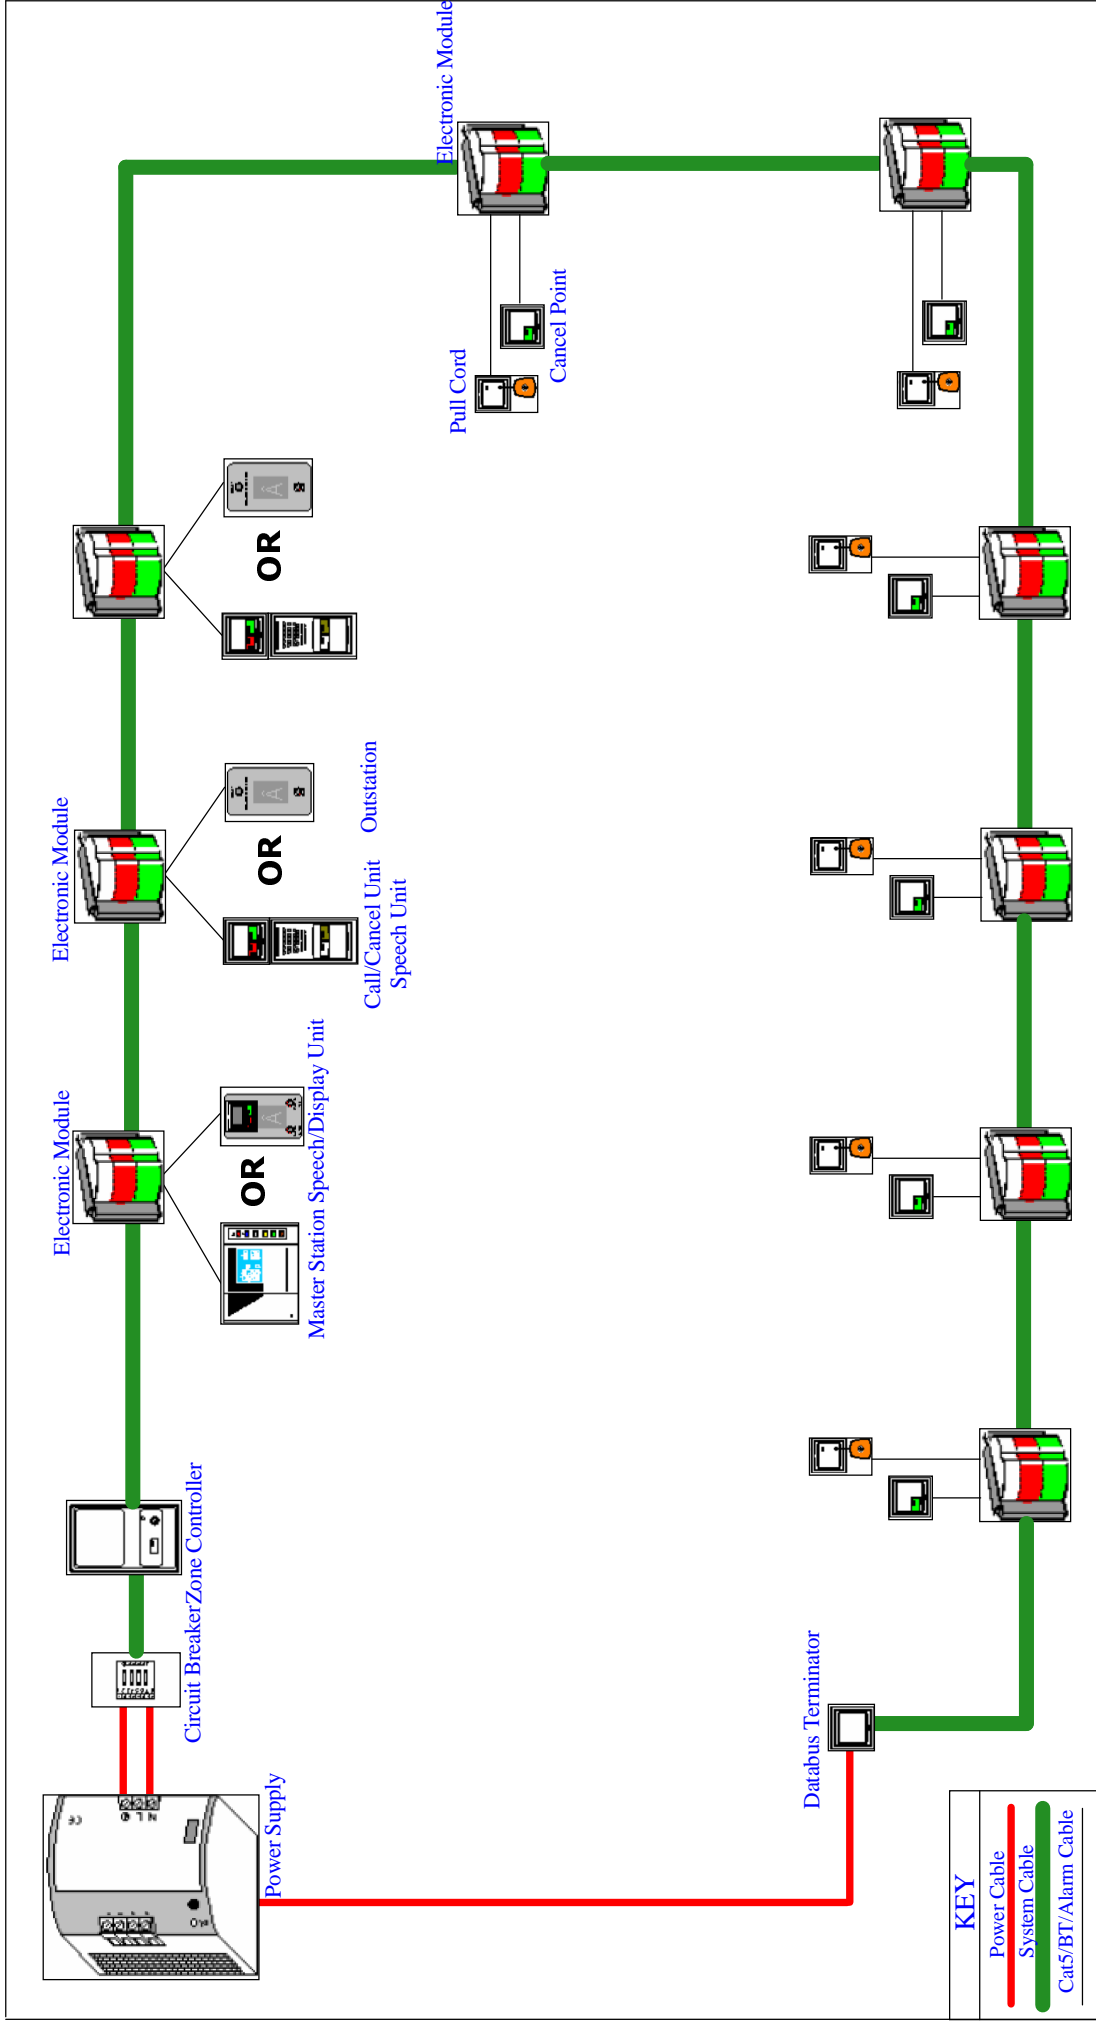 Power Supply
Circuit Breaker
Zone Controller
Electronic Module
OR
Master Station Speech/Display Unit
Electronic Module
OR
Call/Cancel Unit
Speech Unit
Outstation
OR
Electronic Module
Pull Cord
Cancel Point
Databus Terminator
KEY
Power Cable
System Cable
Cat5/BT/Alarm Cable
N L